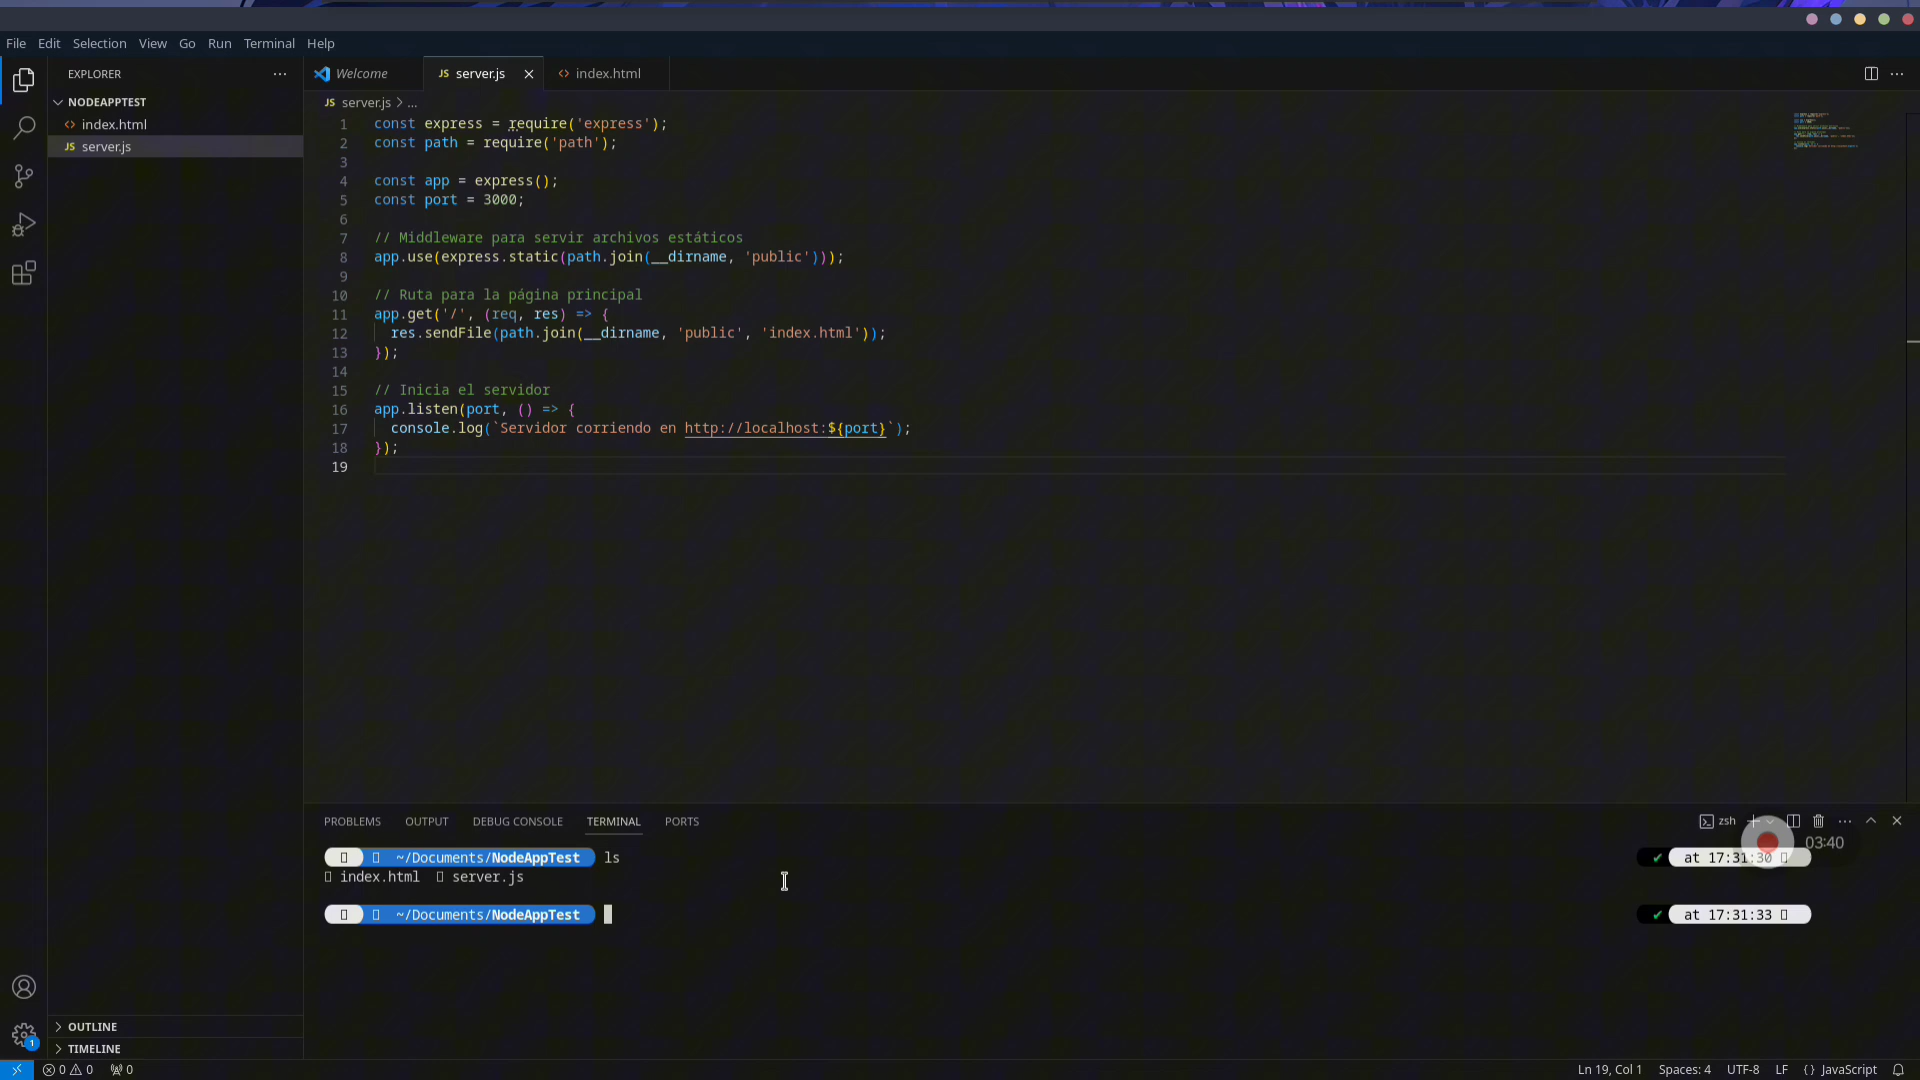 File Edit Selection View Go Run Terminal Help
EXPLORER
NODEAPPTEST
index.html
JS server.js
OUTLINE
TIMELINE
Welcome
JS server.js
index.html
JS server.js > ...
1 const express = require('express');
2 const path = require('path');
3
4 const app = express();
5 const port = 3000;
6
7 // Middleware para servir archivos estáticos
8 app.use(express.static(path.join(__dirname, 'public')));
9
10 // Ruta para la página principal
11 app.get('/', (req, res) => {
12 res.sendFile(path.join(__dirname, 'public', 'index.html'));
13 });
14
15 // Inicia el servidor
16 app.listen(port, () => {
17 console.log(`Servidor corriendo en http://localhost:${port}`);
18 });
19
PROBLEMS OUTPUT DEBUG CONSOLE TERMINAL PORTS
zsh
03:40
~/Documents/NodeAppTest ls
✔ at 17:31:30
index.html server.js
~/Documents/NodeAppTest
✔ at 17:31:33
1
0 0 0
Ln 19, Col 1 Spaces: 4 UTF-8 LF {} JavaScript